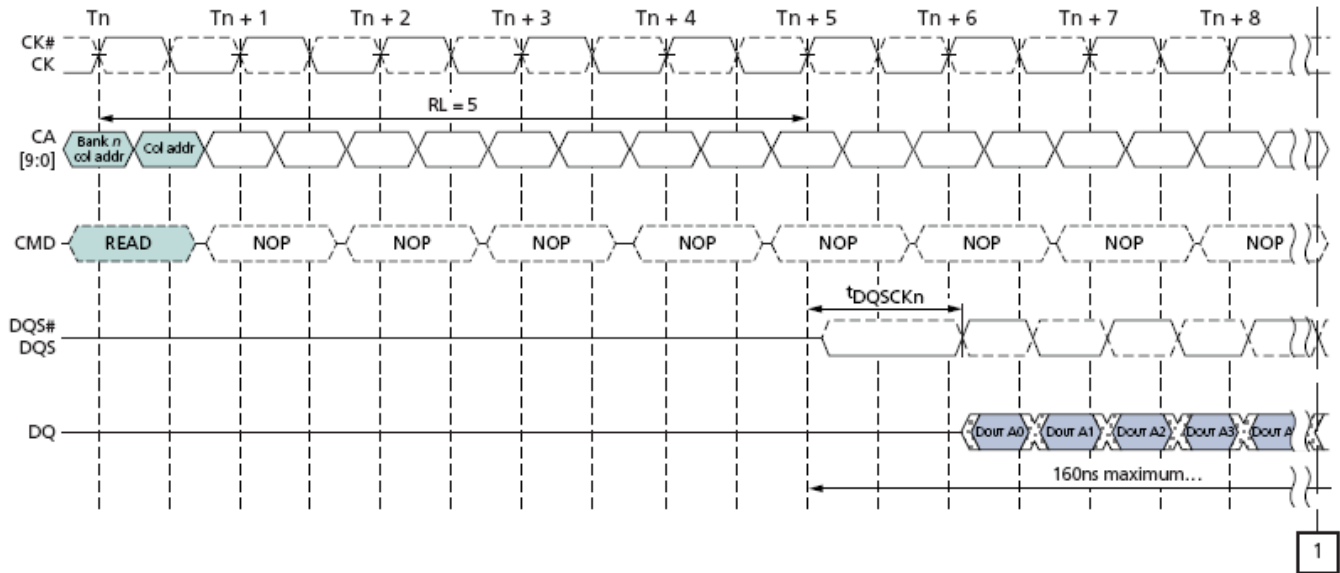 Tn Tn + 1 Tn + 2 Tn + 3 Tn + 4 Tn + 5 Tn + 6 Tn + 7 Tn + 8
CK#
CK
RL = 5
CA
[9:0]
Bank n
col addr
Col addr
CMD READ NOP NOP NOP NOP NOP NOP NOP NOP
tDQSCKn
DQS#
DQS
DQ DOUT A0 DOUT A1 DOUT A2 DOUT A3 DOUT A
160ns maximum…
1